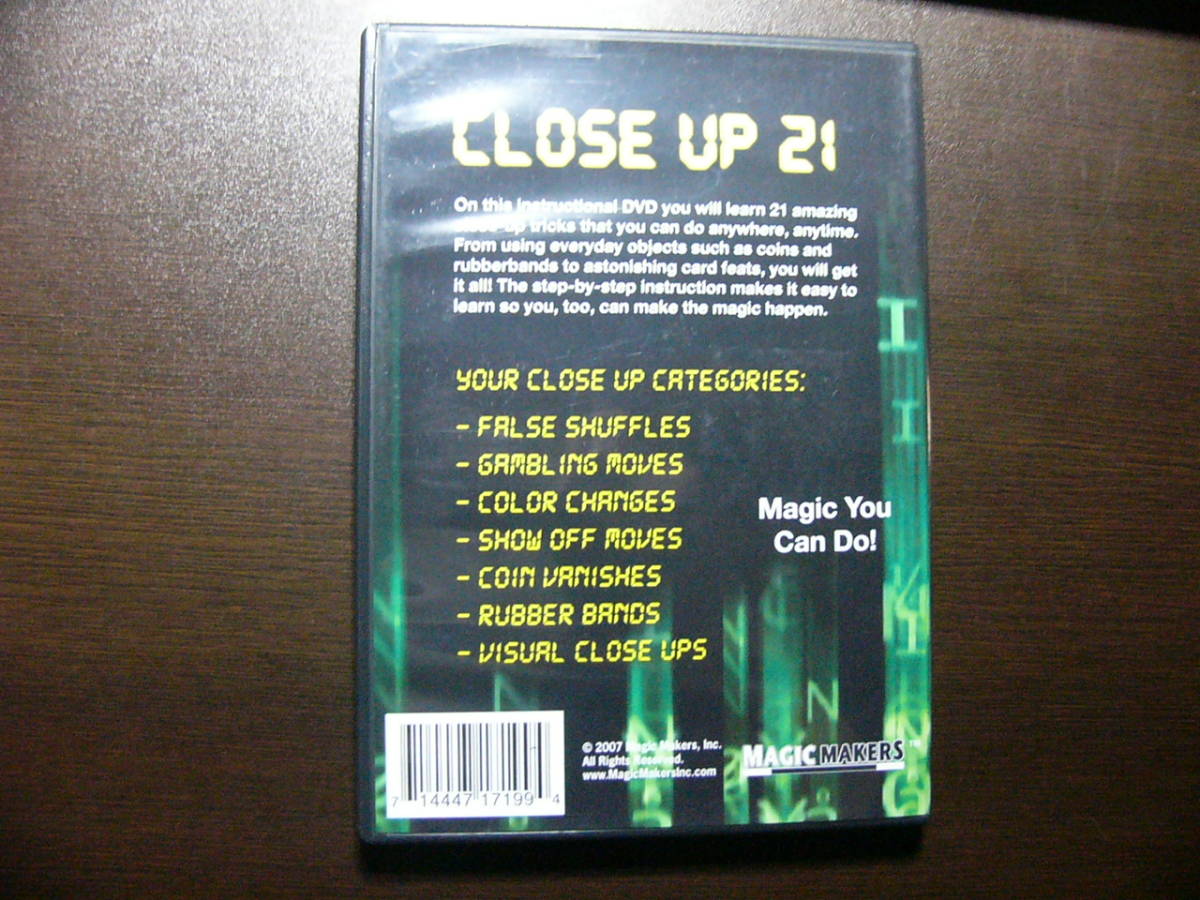 CLOSE UP 21
On this instructional DVD you will learn 21 amazing
close-up tricks that you can do anywhere, anytime.
From using everyday objects such as coins and
rubberbands to astonishing card feats, you will get
it all! The step-by-step instruction makes it easy to
learn so you, too, can make the magic happen.
YOUR CLOSE UP CATEGORIES:
- FALSE SHUFFLES
- GAMBLING MOVES
- COLOR CHANGES
- SHOW OFF MOVES
- COIN VANISHES
- RUBBER BANDS
- VISUAL CLOSE UPS
Magic You
Can Do!
7 14447 17199 4
© 2007 Magic Makers, Inc.
All Rights Reserved.
www.MagicMakersInc.com
MAGIC MAKERS™